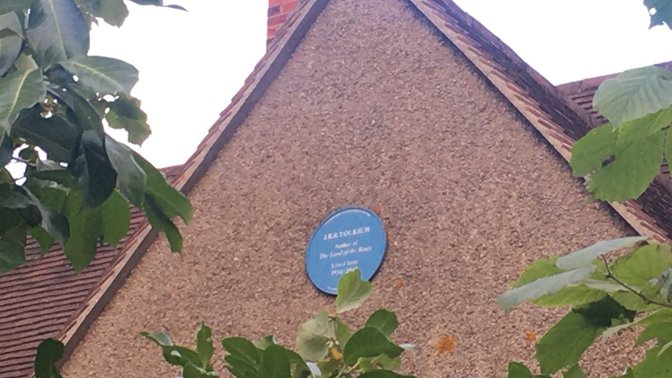 J.R.R. TOLKIEN
Author of
The Lord of the Rings
Lived here